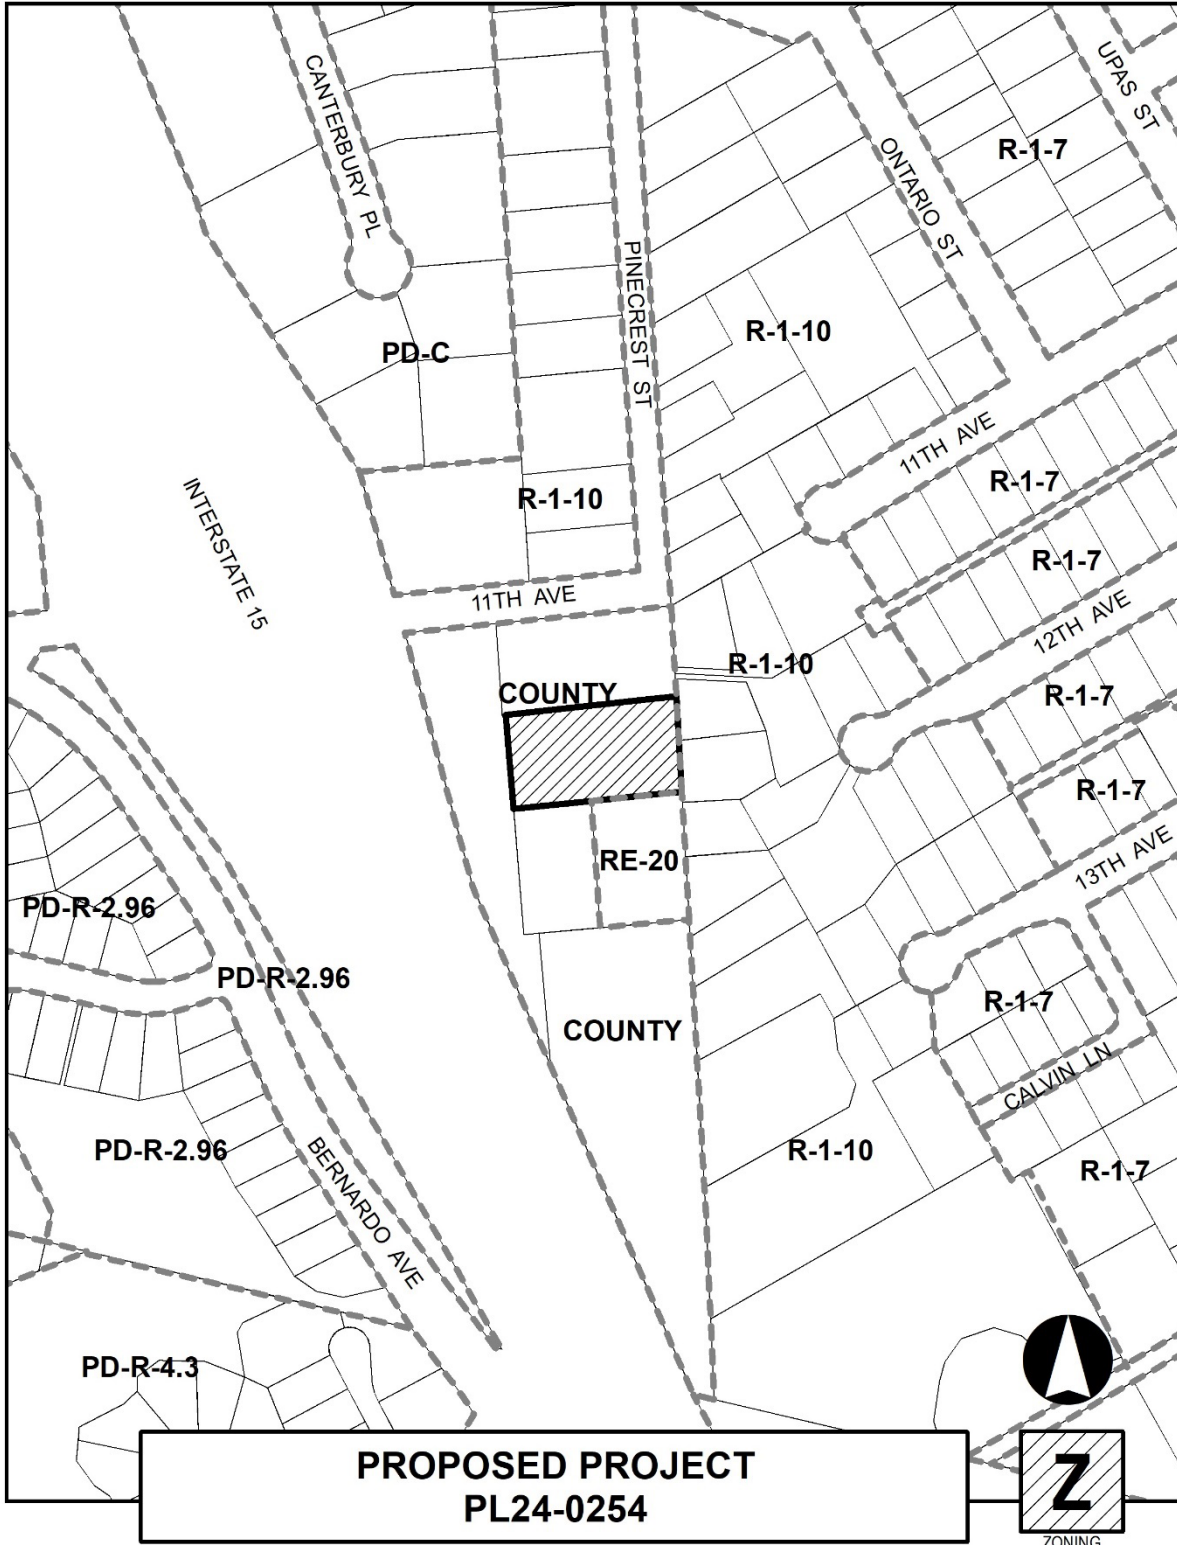 CANTERBURY PL
UPAS ST
R-1-7
ONTARIO ST
PINECREST ST
R-1-10
PD-C
11TH AVE
R-1-7
INTERSTATE 15
R-1-10
R-1-7
11TH AVE
12TH AVE
R-1-10
COUNTY
R-1-7
R-1-7
RE-20
13TH AVE
PD-R-2.96
PD-R-2.96
R-1-7
COUNTY
CALVIN LN
PD-R-2.96
BERNARDO AVE
R-1-10
R-1-7
PD-R-4.3
PROPOSED PROJECT
PL24-0254
Z
ZONING